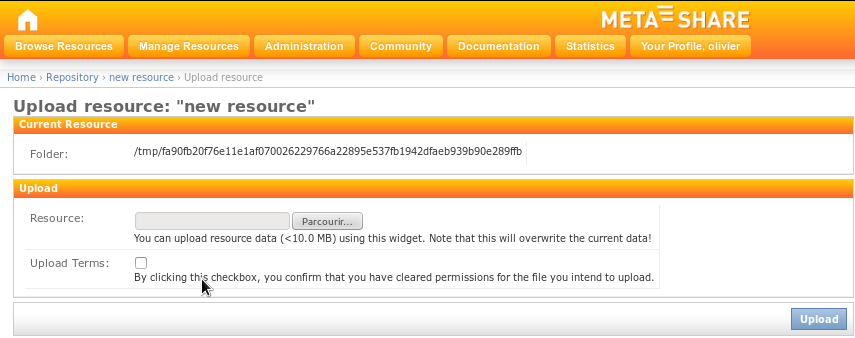 META-SHARE
Browse Resources Manage Resources Administration Community Documentation Statistics Your Profile, olivier
Home › Repository › new resource › Upload resource
Upload resource: "new resource"
Current Resource
Folder: /tmp/fa90fb20f76e11e1af070026229766a22895e537fb1942dfaeb939b90e289ffb
Upload
Resource: Parcourir...
You can upload resource data (<10.0 MB) using this widget. Note that this will overwrite the current data!
Upload Terms:
By clicking this checkbox, you confirm that you have cleared permissions for the file you intend to upload.
Upload